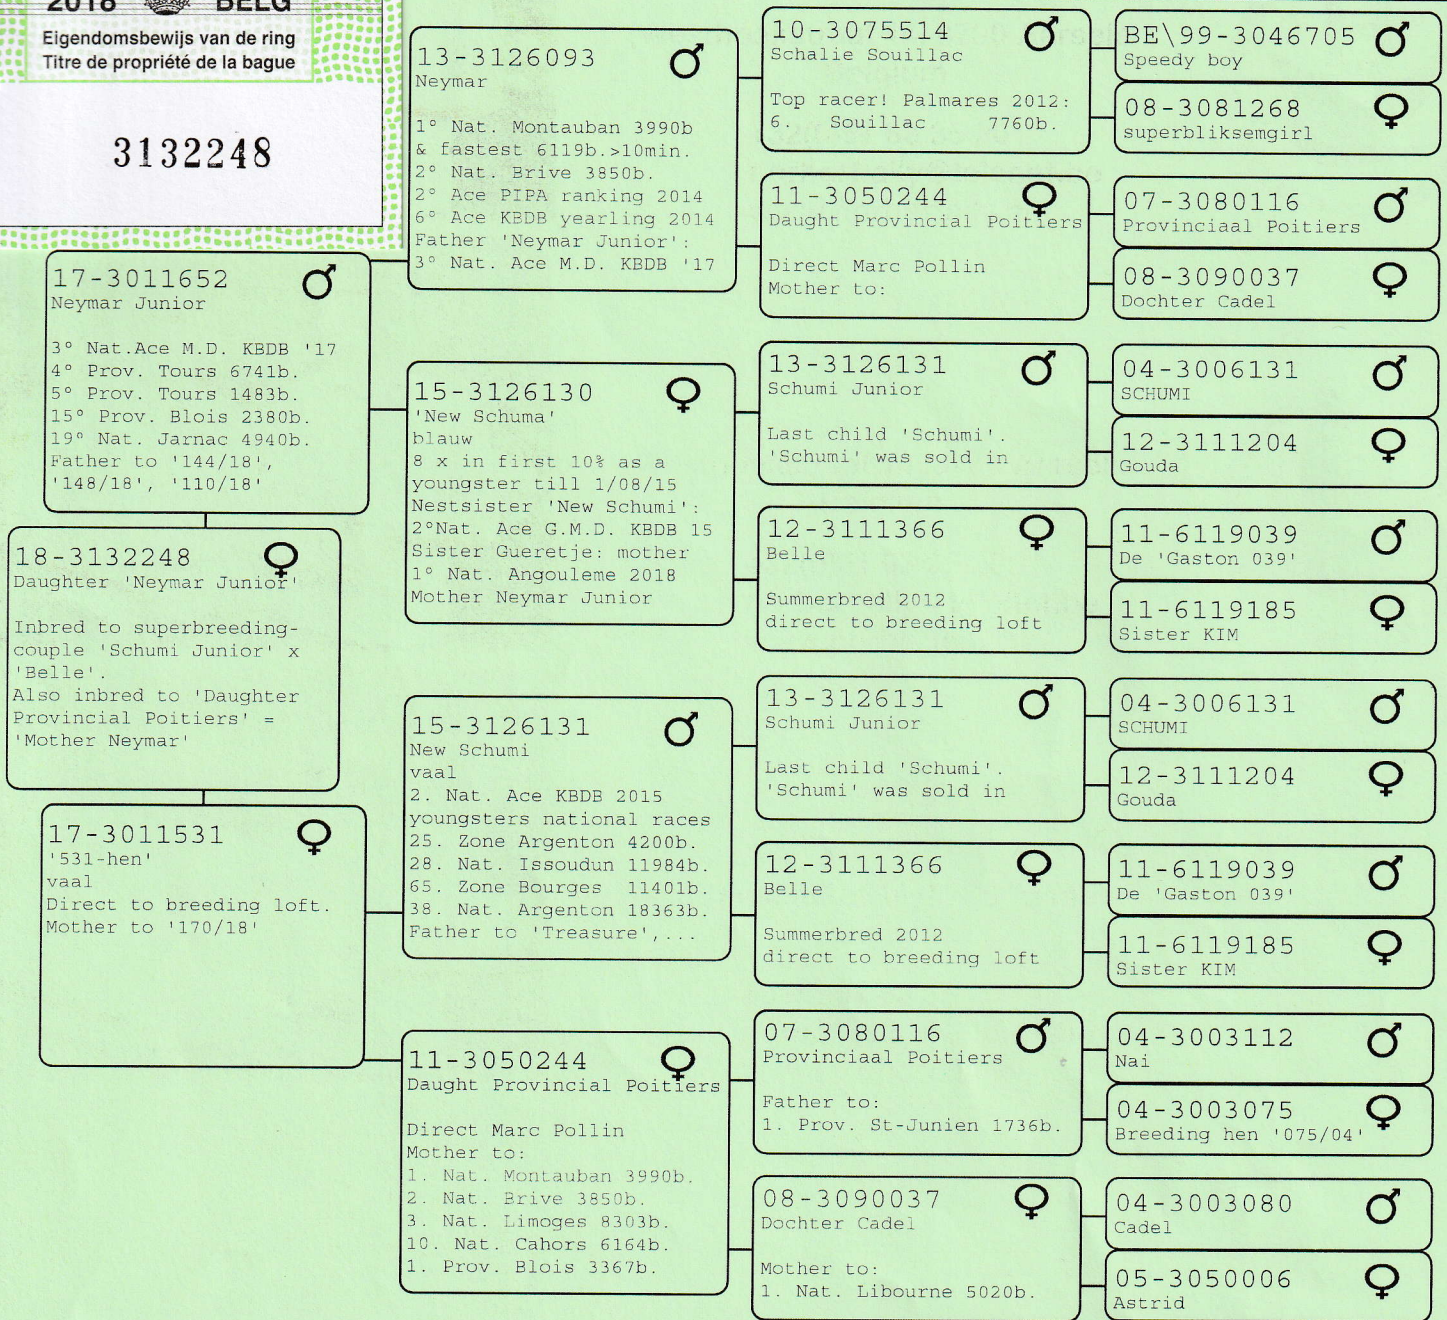 2018 BELG
Eigendomsbewijs van de ring
Titre de propriété de la bague
3132248
18-3132248 ♀
Daughter 'Neymar Junior'
Inbred to superbreeding-
couple 'Schumi Junior' x
'Belle'.
Also inbred to 'Daughter
Provincial Poitiers' =
'Mother Neymar'
17-3011652 ♂
Neymar Junior
3° Nat.Ace M.D. KBDB '17
4° Prov. Tours 6741b.
5° Prov. Tours 1483b.
15° Prov. Blois 2380b.
19° Nat. Jarnac 4940b.
Father to '144/18',
'148/18', '110/18'
17-3011531 ♀
'531-hen'
vaal
Direct to breeding loft.
Mother to '170/18'
13-3126093 ♂
Neymar
1° Nat. Montauban 3990b
& fastest 6119b.>10min.
2° Nat. Brive 3850b.
2° Ace PIPA ranking 2014
6° Ace KBDB yearling 2014
Father 'Neymar Junior':
3° Nat. Ace M.D. KBDB '17
15-3126130 ♀
'New Schuma'
blauw
8 x in first 10% as a
youngster till 1/08/15
Nestsister 'New Schumi':
2°Nat. Ace G.M.D. KBDB 15
Sister Gueretje: mother
1° Nat. Angouleme 2018
Mother Neymar Junior
15-3126131 ♂
New Schumi
vaal
2. Nat. Ace KBDB 2015
youngsters national races
25. Zone Argenton 4200b.
28. Nat. Issoudun 11984b.
65. Zone Bourges 11401b.
38. Nat. Argenton 18363b.
Father to 'Treasure',...
11-3050244 ♀
Daught Provincial Poitiers
Direct Marc Pollin
Mother to:
1. Nat. Montauban 3990b.
2. Nat. Brive 3850b.
3. Nat. Limoges 8303b.
10. Nat. Cahors 6164b.
1. Prov. Blois 3367b.
10-3075514 ♂
Schalie Souillac
Top racer! Palmares 2012:
6. Souillac 7760b.
11-3050244 ♀
Daught Provincial Poitiers
Direct Marc Pollin
Mother to:
13-3126131 ♂
Schumi Junior
Last child 'Schumi'.
'Schumi' was sold in
12-3111366 ♀
Belle
Summerbred 2012
direct to breeding loft
13-3126131 ♂
Schumi Junior
Last child 'Schumi'.
'Schumi' was sold in
12-3111366 ♀
Belle
Summerbred 2012
direct to breeding loft
07-3080116 ♂
Provinciaal Poitiers
Father to:
1. Prov. St-Junien 1736b.
08-3090037 ♀
Dochter Cadel
Mother to:
1. Nat. Libourne 5020b.
BE\99-3046705 ♂
Speedy boy
08-3081268 ♀
superbliksemgirl
07-3080116 ♂
Provinciaal Poitiers
08-3090037 ♀
Dochter Cadel
04-3006131 ♂
SCHUMI
12-3111204 ♀
Gouda
11-6119039 ♂
De 'Gaston 039'
11-6119185 ♀
Sister KIM
04-3006131 ♂
SCHUMI
12-3111204 ♀
Gouda
11-6119039 ♂
De 'Gaston 039'
11-6119185 ♀
Sister KIM
04-3003112 ♂
Nai
04-3003075 ♀
Breeding hen '075/04'
04-3003080 ♂
Cadel
05-3050006 ♀
Astrid